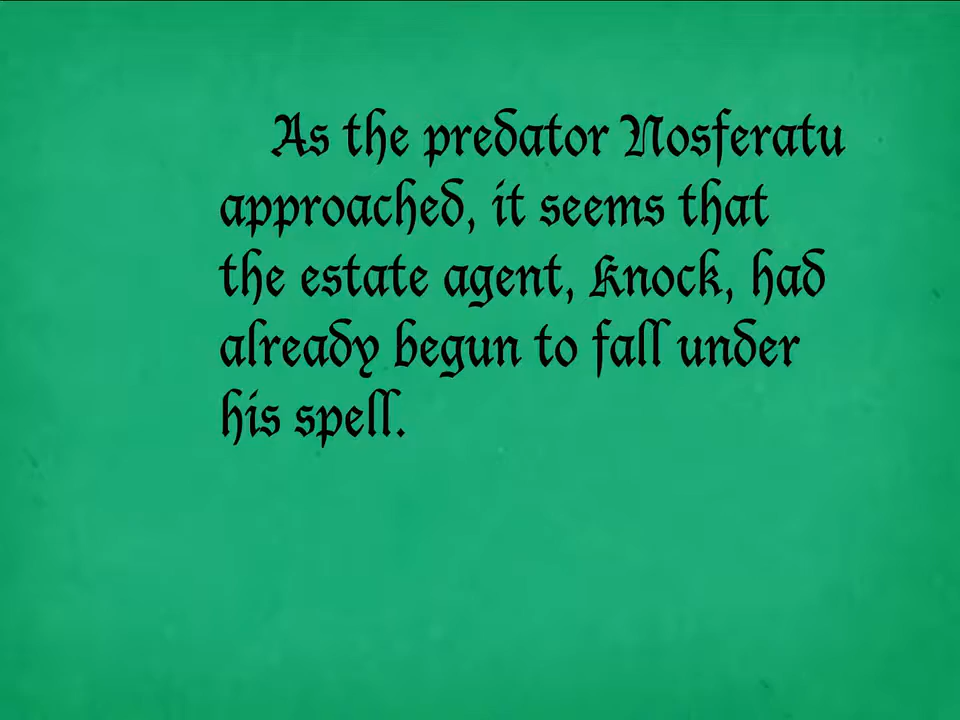 As the predator Nosferatu
approached, it seems that
the estate agent, Knock, had
already begun to fall under
his spell.